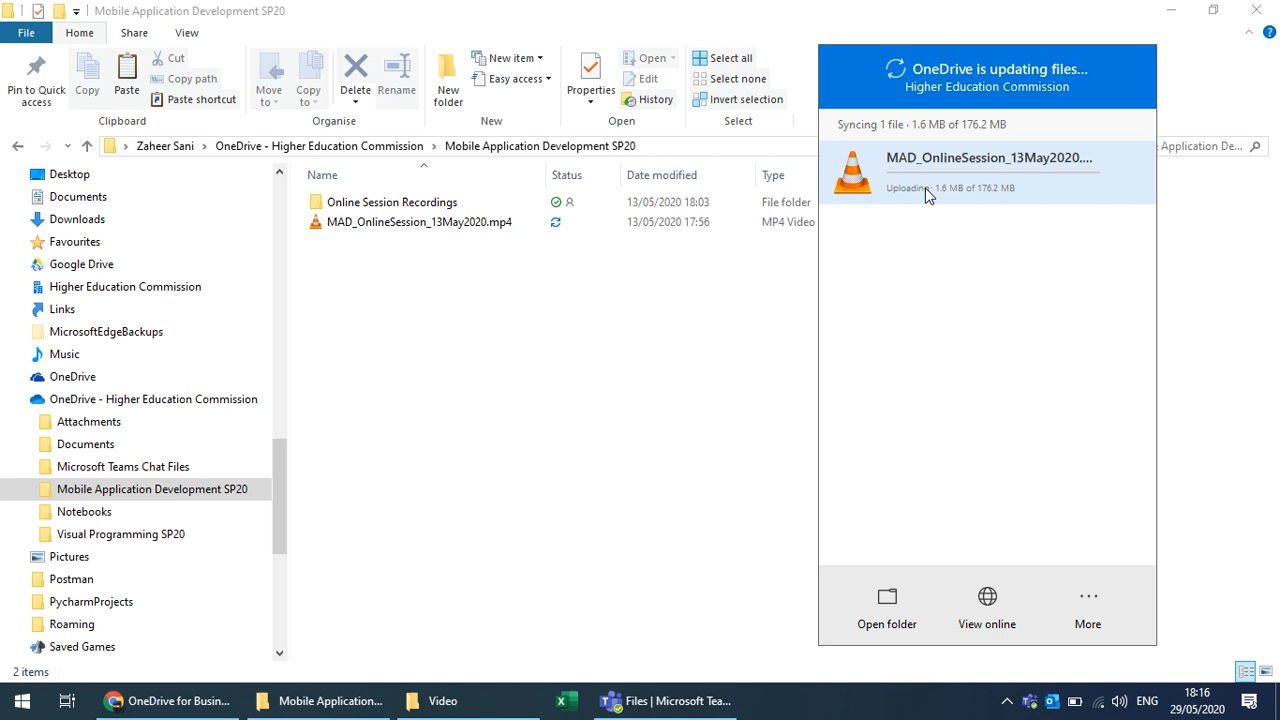 Mobile Application Development SP20
File
Home
Share
View
Pin to Quick access
Copy
Paste
Cut
Copy path
Paste shortcut
Clipboard
Move to
Copy to
Delete
Rename
Organise
New folder
New item
Easy access
New
Properties
Open
Edit
History
Open
Select all
Select none
Invert selection
Select
Zaheer Sani > OneDrive - Higher Education Commission > Mobile Application Development SP20
Application De...
Desktop
Documents
Downloads
Favourites
Google Drive
Higher Education Commission
Links
MicrosoftEdgeBackups
Music
OneDrive
OneDrive - Higher Education Commission
Attachments
Documents
Microsoft Teams Chat Files
Mobile Application Development SP20
Notebooks
Visual Programming SP20
Pictures
Postman
PycharmProjects
Roaming
Saved Games
Name Status Date modified Type
Online Session Recordings 13/05/2020 18:03 File folder
MAD_OnlineSession_13May2020.mp4 13/05/2020 17:56 MP4 Video
OneDrive is updating files...
Higher Education Commission
Syncing 1 file · 1.6 MB of 176.2 MB
MAD_OnlineSession_13May2020....
Uploading· 1.6 MB of 176.2 MB
Open folder
View online
More
2 items
OneDrive for Busin...
Mobile Application...
Video
Files | Microsoft Tea...
ENG
18:16
29/05/2020